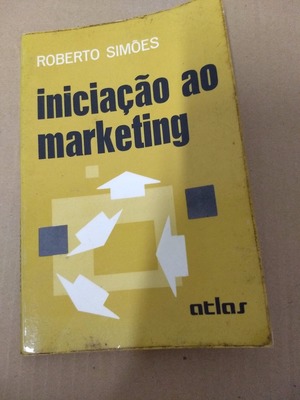 ROBERTO SIMÕES
iniciação ao
marketing
atlas